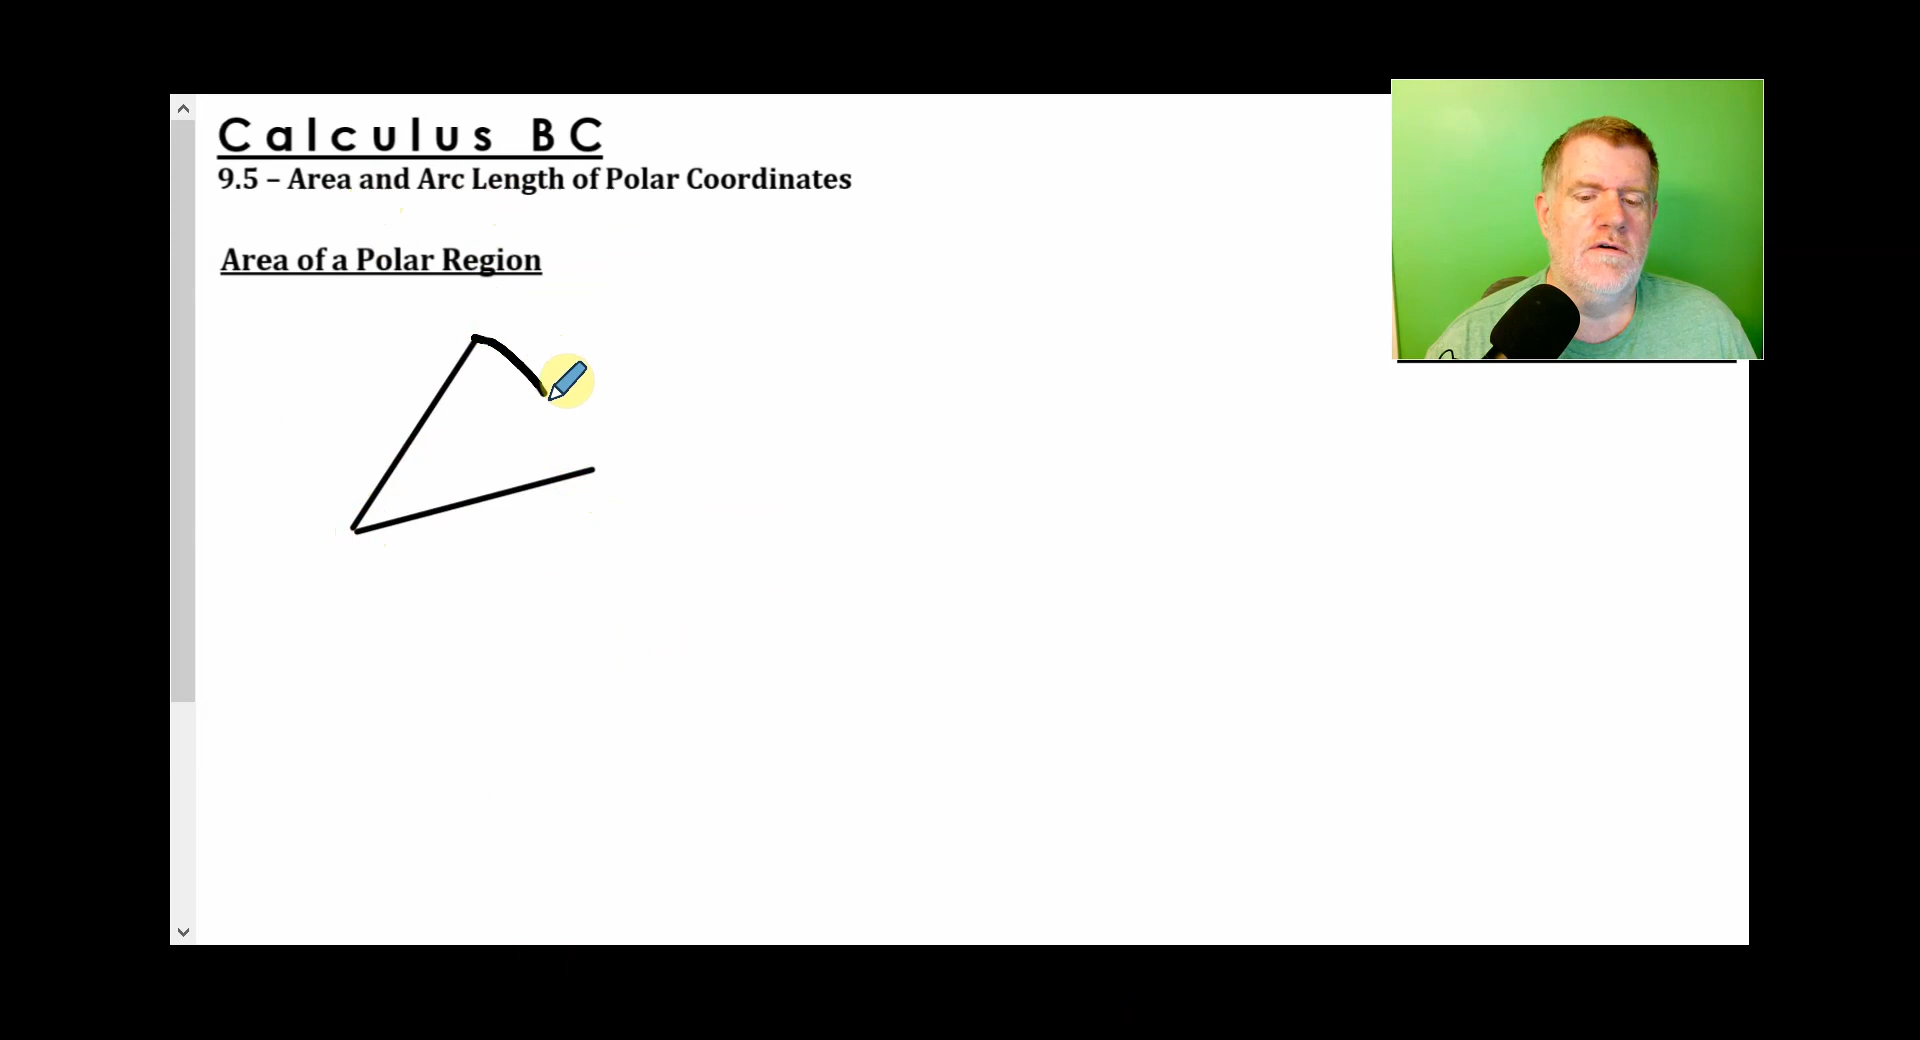 Calculus BC
9.5 – Area and Arc Length of Polar Coordinates
Area of a Polar Region